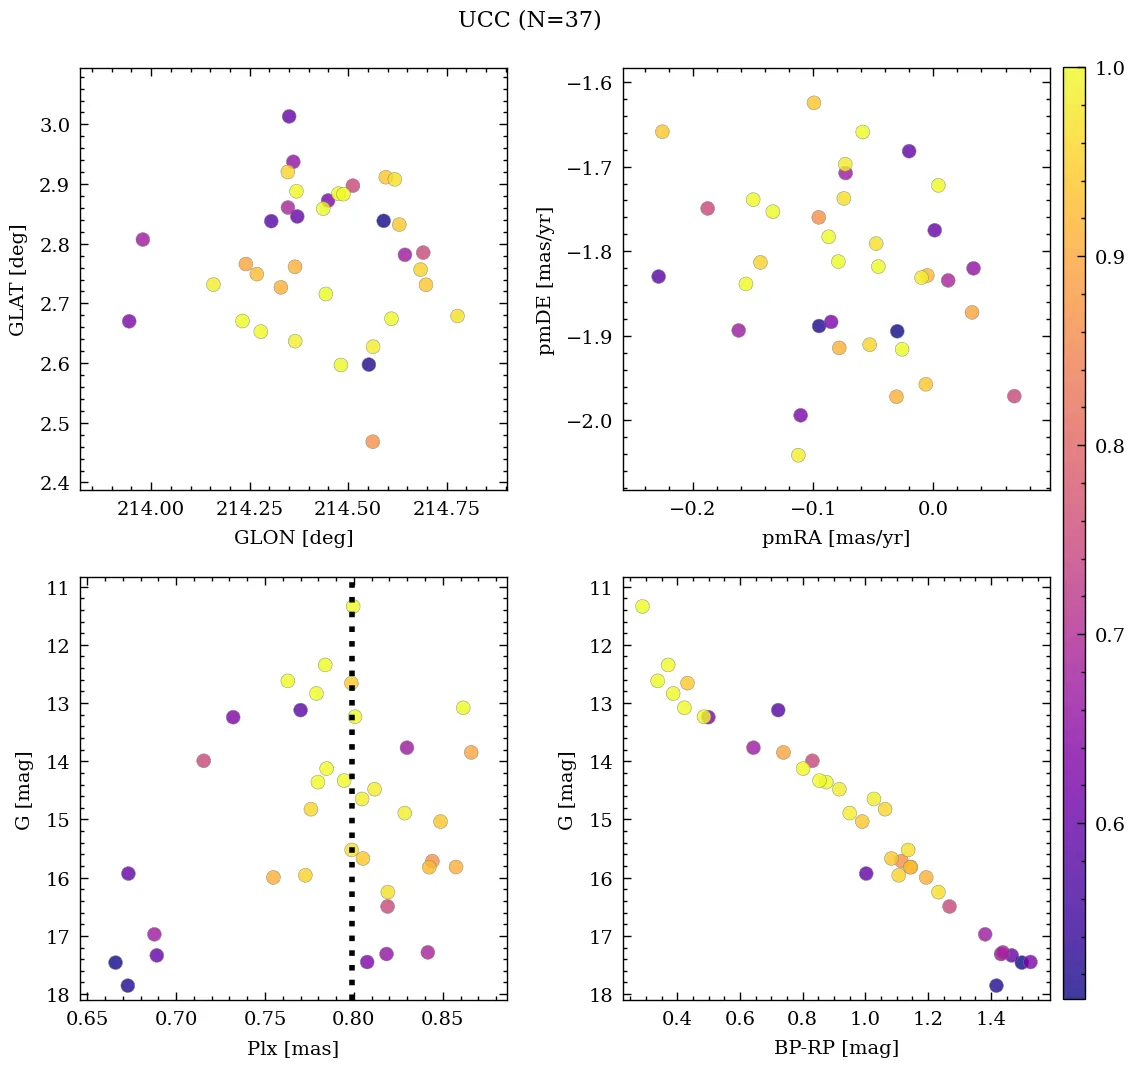 UCC (N=37)
3.0
2.9
2.8
2.7
2.6
2.5
2.4
GLAT [deg]
214.00 214.25 214.50 214.75
GLON [deg]
−1.6
−1.7
−1.8
−1.9
−2.0
pmDE [mas/yr]
−0.2 −0.1 0.0
pmRA [mas/yr]
1.0
0.9
0.8
0.7
0.6
11
12
13
14
15
16
17
18
G [mag]
0.65 0.70 0.75 0.80 0.85
Plx [mas]
11
12
13
14
15
16
17
18
G [mag]
0.4 0.6 0.8 1.0 1.2 1.4
BP-RP [mag]